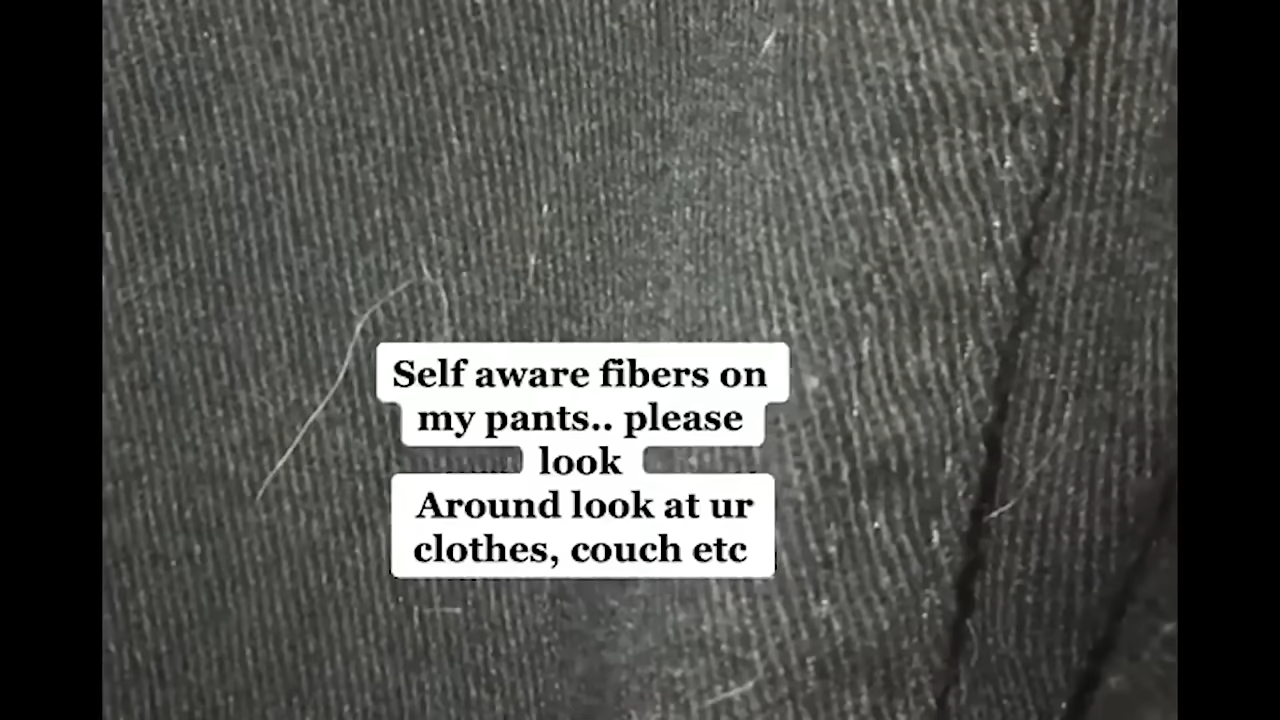 Self aware fibers on
my pants.. please
look
Around look at ur
clothes, couch etc